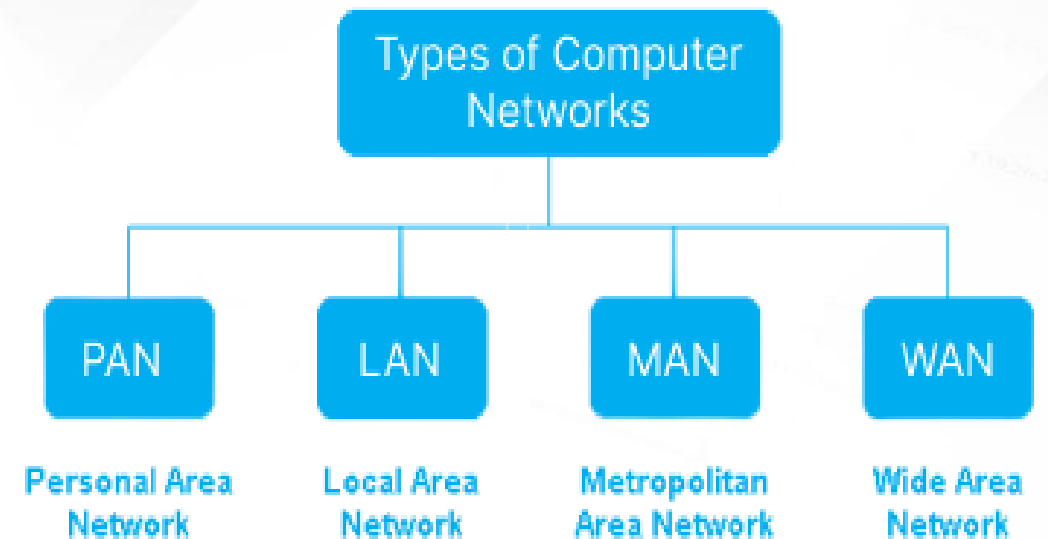 Types of Computer
Networks
PAN
LAN
MAN
WAN
Personal Area
Network
Local Area
Network
Metropolitan
Area Network
Wide Area
Network